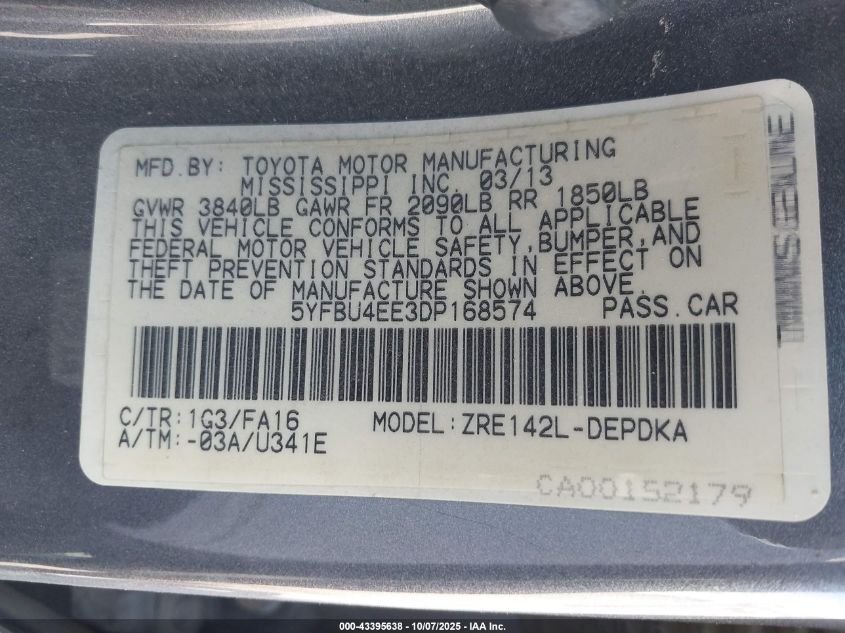 MFD.BY: TOYOTA MOTOR MANUFACTURING
MISSISSIPPI INC. 03/13
GVWR 3840LB GAWR FR 2090LB RR 1850LB
THIS VEHICLE CONFORMS TO ALL APPLICABLE
FEDERAL MOTOR VEHICLE SAFETY,BUMPER,AND
THEFT PREVENTION STANDARDS IN EFFECT ON
THE DATE OF MANUFACTURE SHOWN ABOVE.
5YFBU4EE3DP168574 PASS.CAR
C/TR:1G3/FA16 MODEL:ZRE142L-DEPDKA
A/TM:-03A/U341E
CA00152179
000-43395638 - 10/07/2025 - IAA Inc.